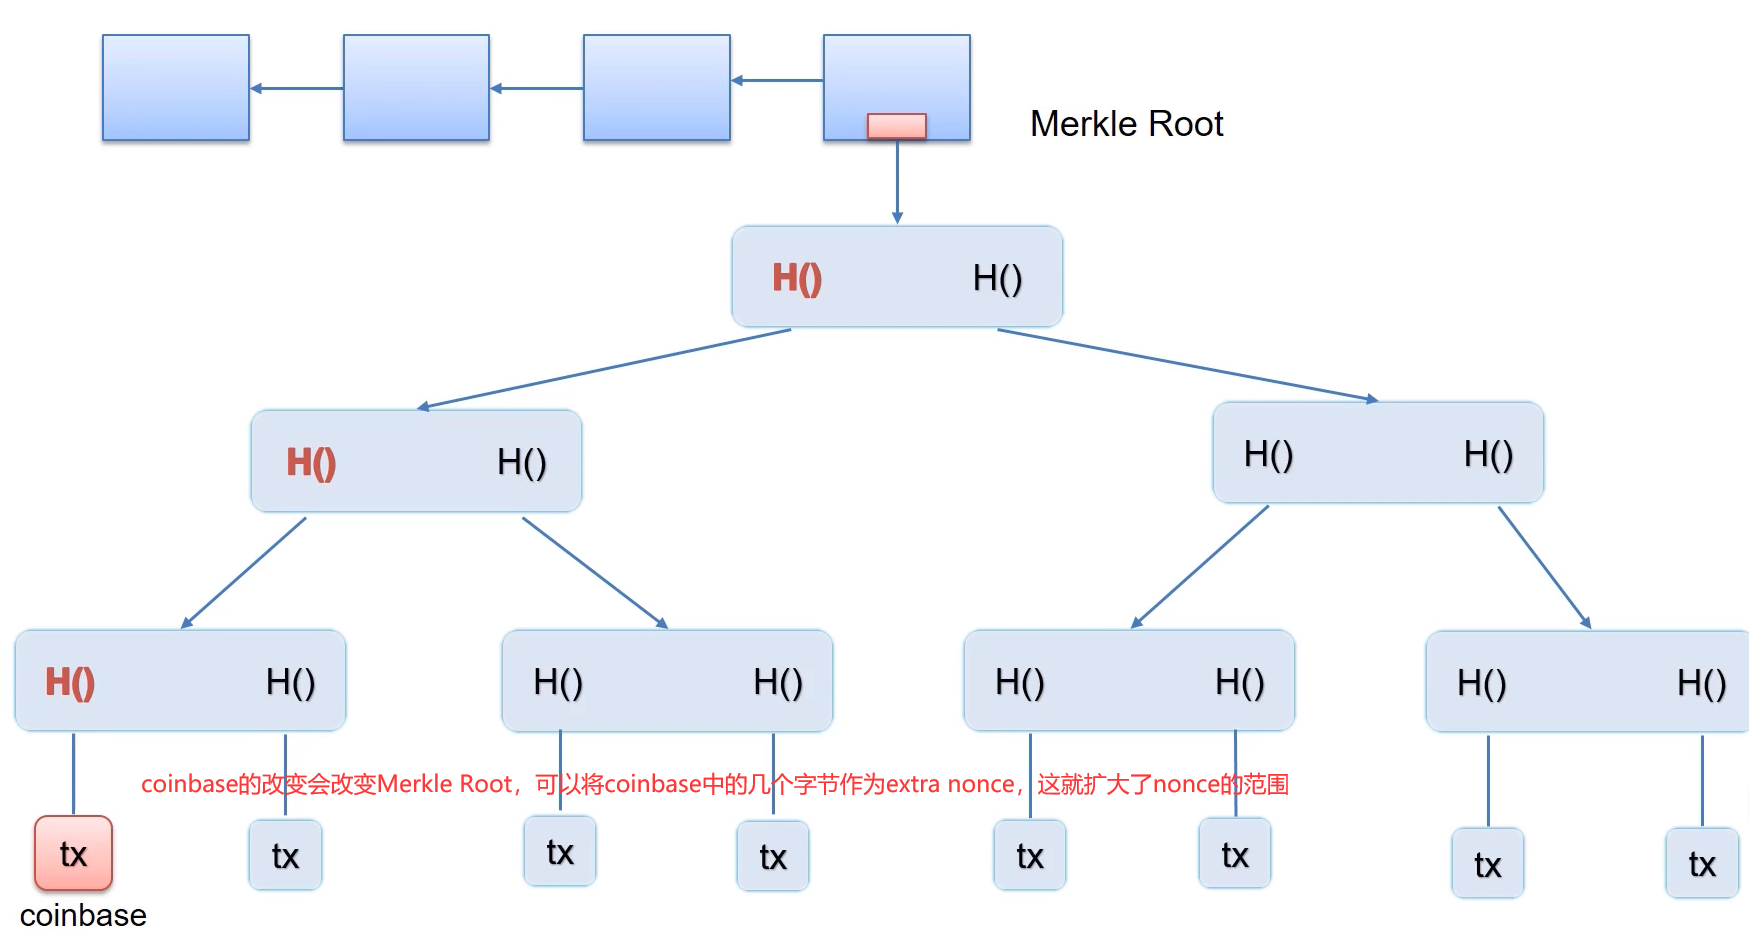 Merkle Root
H() H()
H() H() H() H()
H() H() H() H() H() H() H() H()
coinbase的改变会改变Merkle Root，可以将coinbase中的几个字节作为extra nonce，这就扩大了nonce的范围
tx tx tx tx tx tx tx tx
coinbase